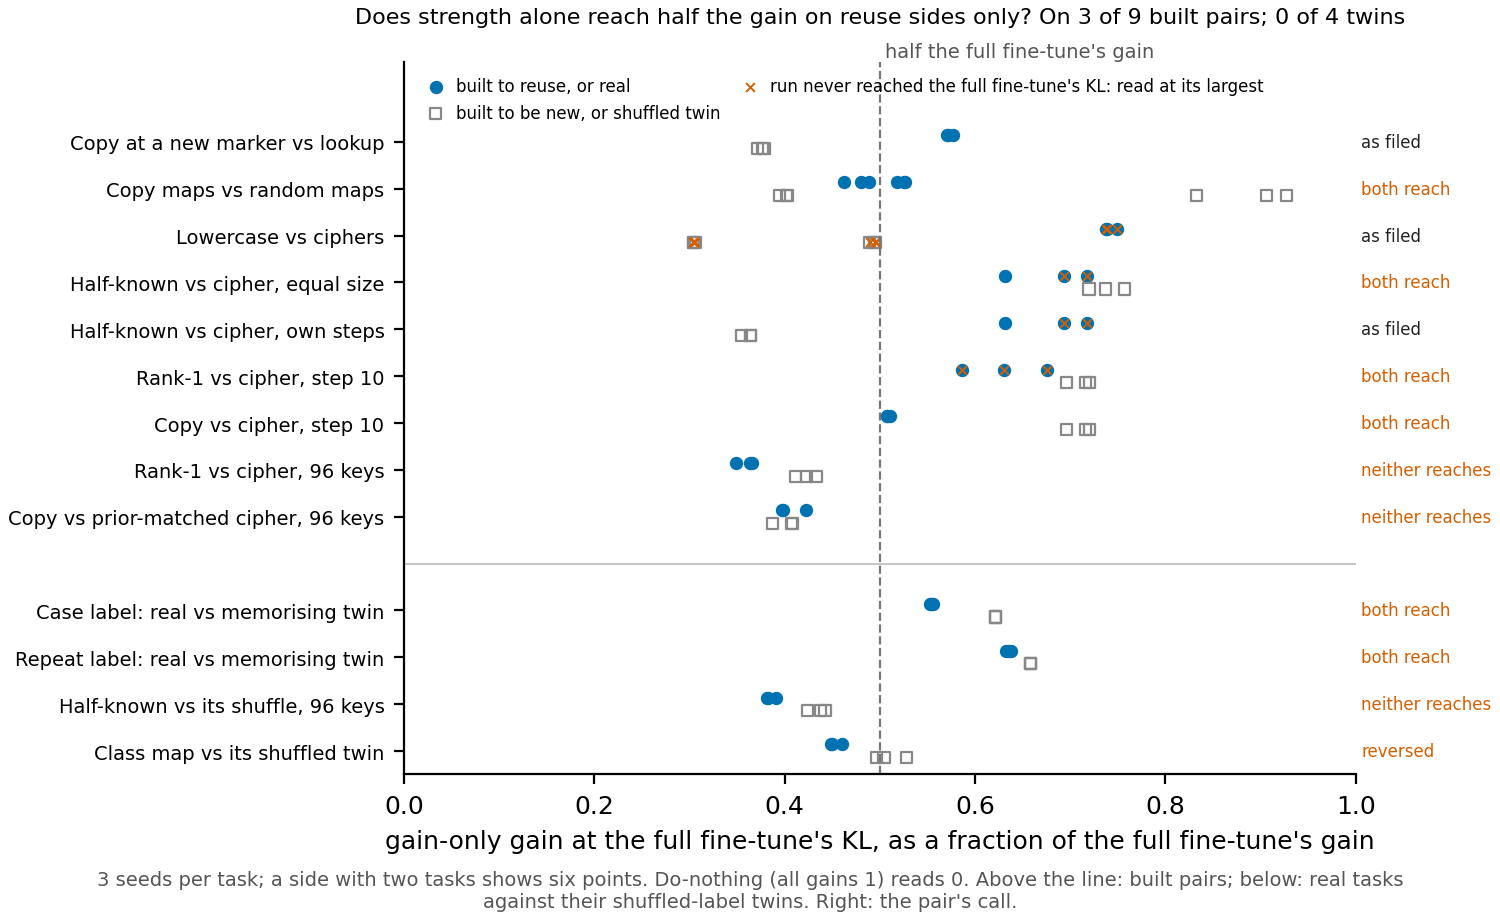 Does strength alone reach half the gain on reuse sides only? On 3 of 9 built pairs; 0 of 4 twins
half the full fine-tune's gain
built to reuse, or real
run never reached the full fine-tune's KL: read at its largest
built to be new, or shuffled twin
Copy at a new marker vs lookup
as filed
Copy maps vs random maps
both reach
Lowercase vs ciphers
as filed
Half-known vs cipher, equal size
both reach
Half-known vs cipher, own steps
as filed
Rank-1 vs cipher, step 10
both reach
Copy vs cipher, step 10
both reach
Rank-1 vs cipher, 96 keys
neither reaches
Copy vs prior-matched cipher, 96 keys
neither reaches
Case label: real vs memorising twin
both reach
Repeat label: real vs memorising twin
both reach
Half-known vs its shuffle, 96 keys
neither reaches
Class map vs its shuffled twin
reversed
0.0 0.2 0.4 0.6 0.8 1.0
gain-only gain at the full fine-tune's KL, as a fraction of the full fine-tune's gain
3 seeds per task; a side with two tasks shows six points. Do-nothing (all gains 1) reads 0. Above the line: built pairs; below: real tasks
against their shuffled-label twins. Right: the pair's call.